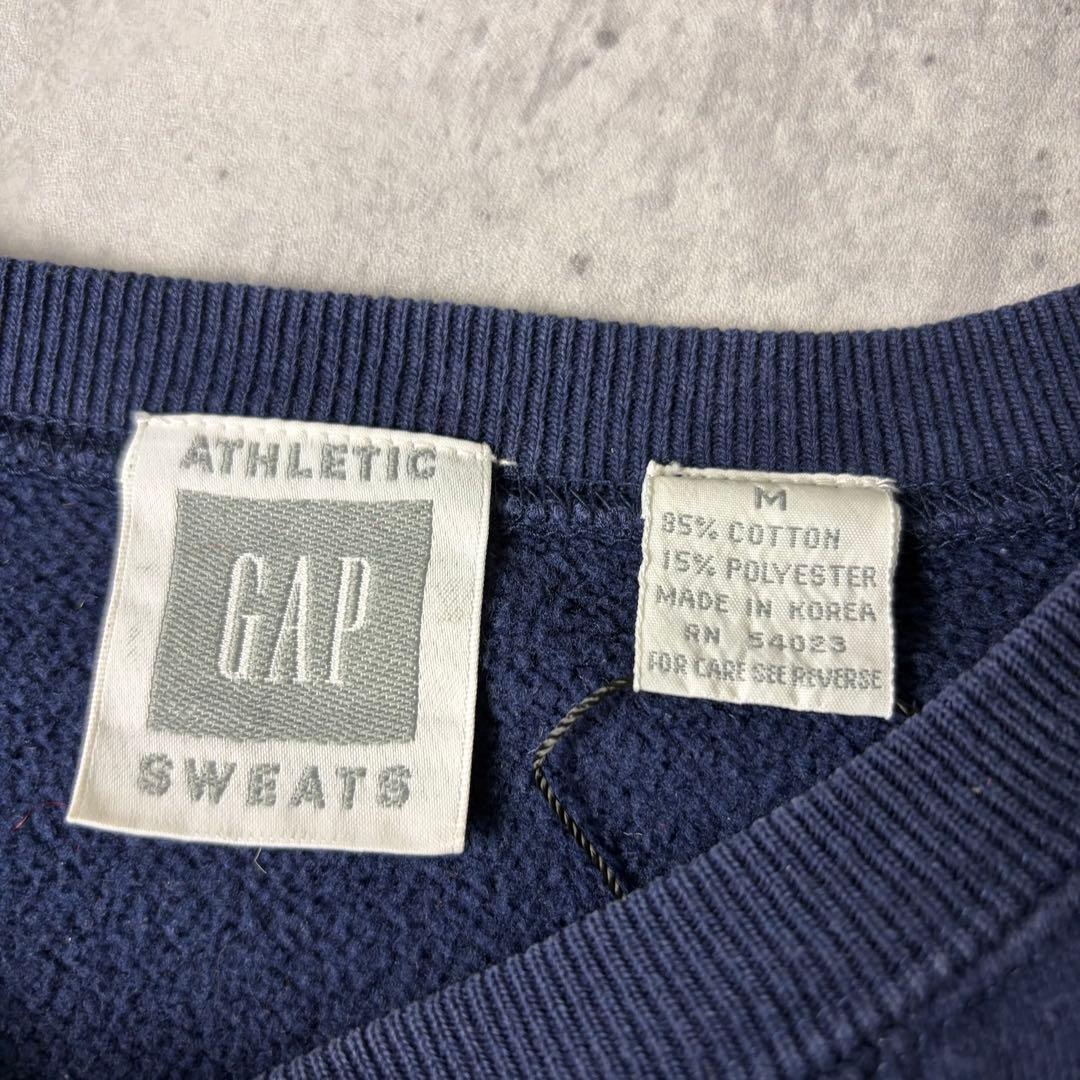 ATHLETIC
GAP
SWEATS
M
85% COTTON
15% POLYESTER
MADE IN KOREA
RN 54023
FOR CARE SEE REVERSE